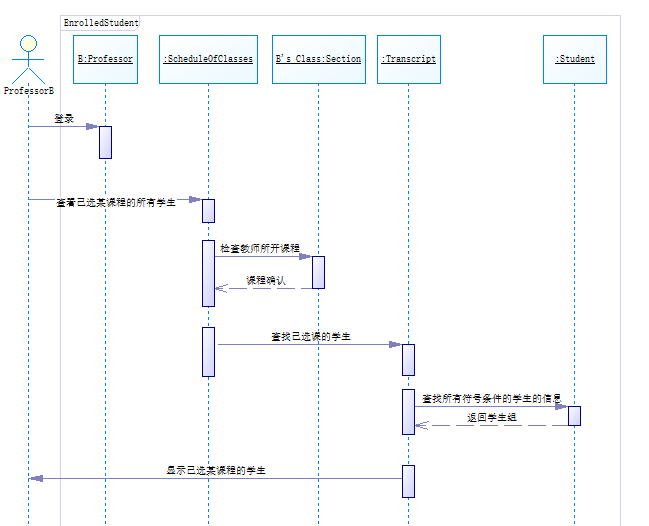 EnrolledStudent
B:Professor
:ScheduleOfClasses
B's Class:Section
:Transcript
:Student
ProfessorB
登录
查看已选某课程的所有学生
检查教师所开课程
课程确认
查找已选课的学生
查找所有符号条件的学生的信息
返回学生组
显示已选某课程的学生